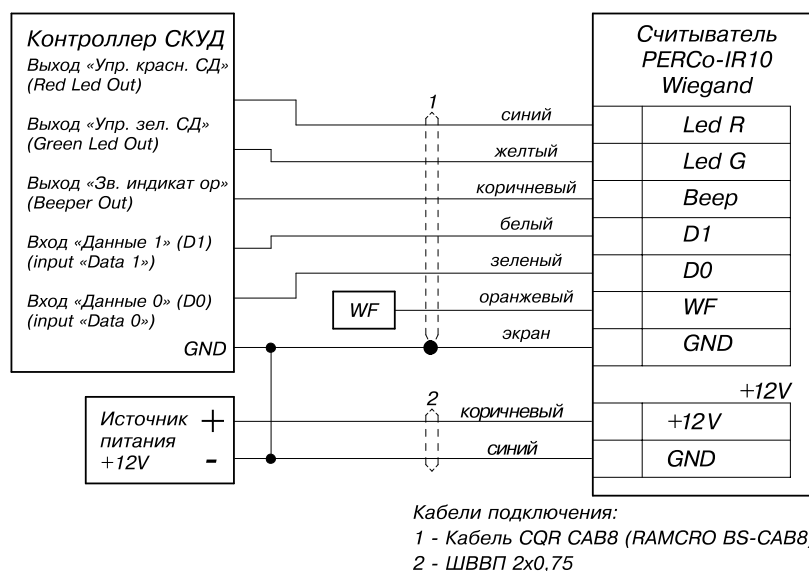 Контроллер СКУД
Выход «Упр. красн. СД»
(Red Led Out)
Выход «Упр. зел. СД»
(Green Led Out)
Выход «Зв. индикат ор»
(Beeper Out)
Вход «Данные 1» (D1)
(input «Data 1»)
Вход «Данные 0» (D0)
(input «Data 0»)
GND
1
синий
желтый
коричневый
белый
зеленый
оранжевый
экран
WF
Считыватель
PERCo-IR10
Wiegand
Led R
Led G
Beep
D1
D0
WF
GND
+12V
+12V
GND
Источник
питания
+12V
+
-
2
коричневый
синий
Кабели подключения:
1 - Кабель CQR CAB8 (RAMCRO BS-CAB8)
2 - ШВВП 2х0,75